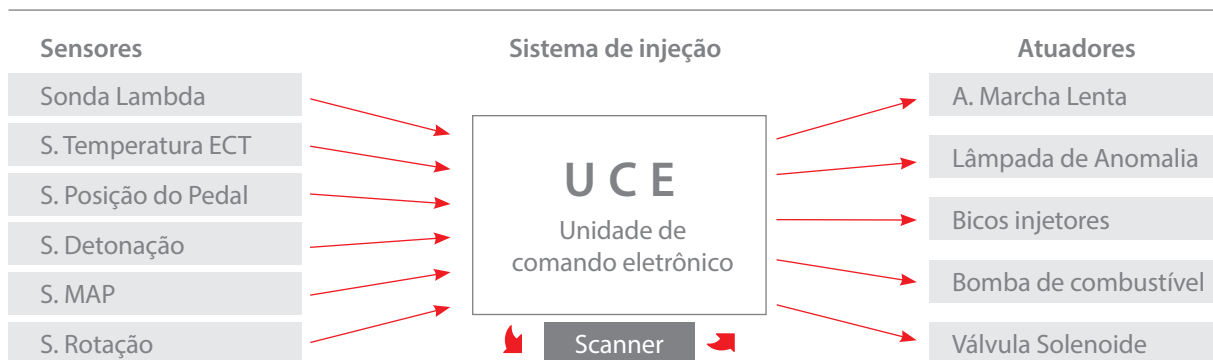 Sensores
Sonda Lambda
S. Temperatura ECT
S. Posição do Pedal
S. Detonação
S. MAP
S. Rotação
Sistema de injeção
U C E
Unidade de
comando eletrônico
Scanner
Atuadores
A. Marcha Lenta
Lâmpada de Anomalia
Bicos injetores
Bomba de combustível
Válvula Solenoide